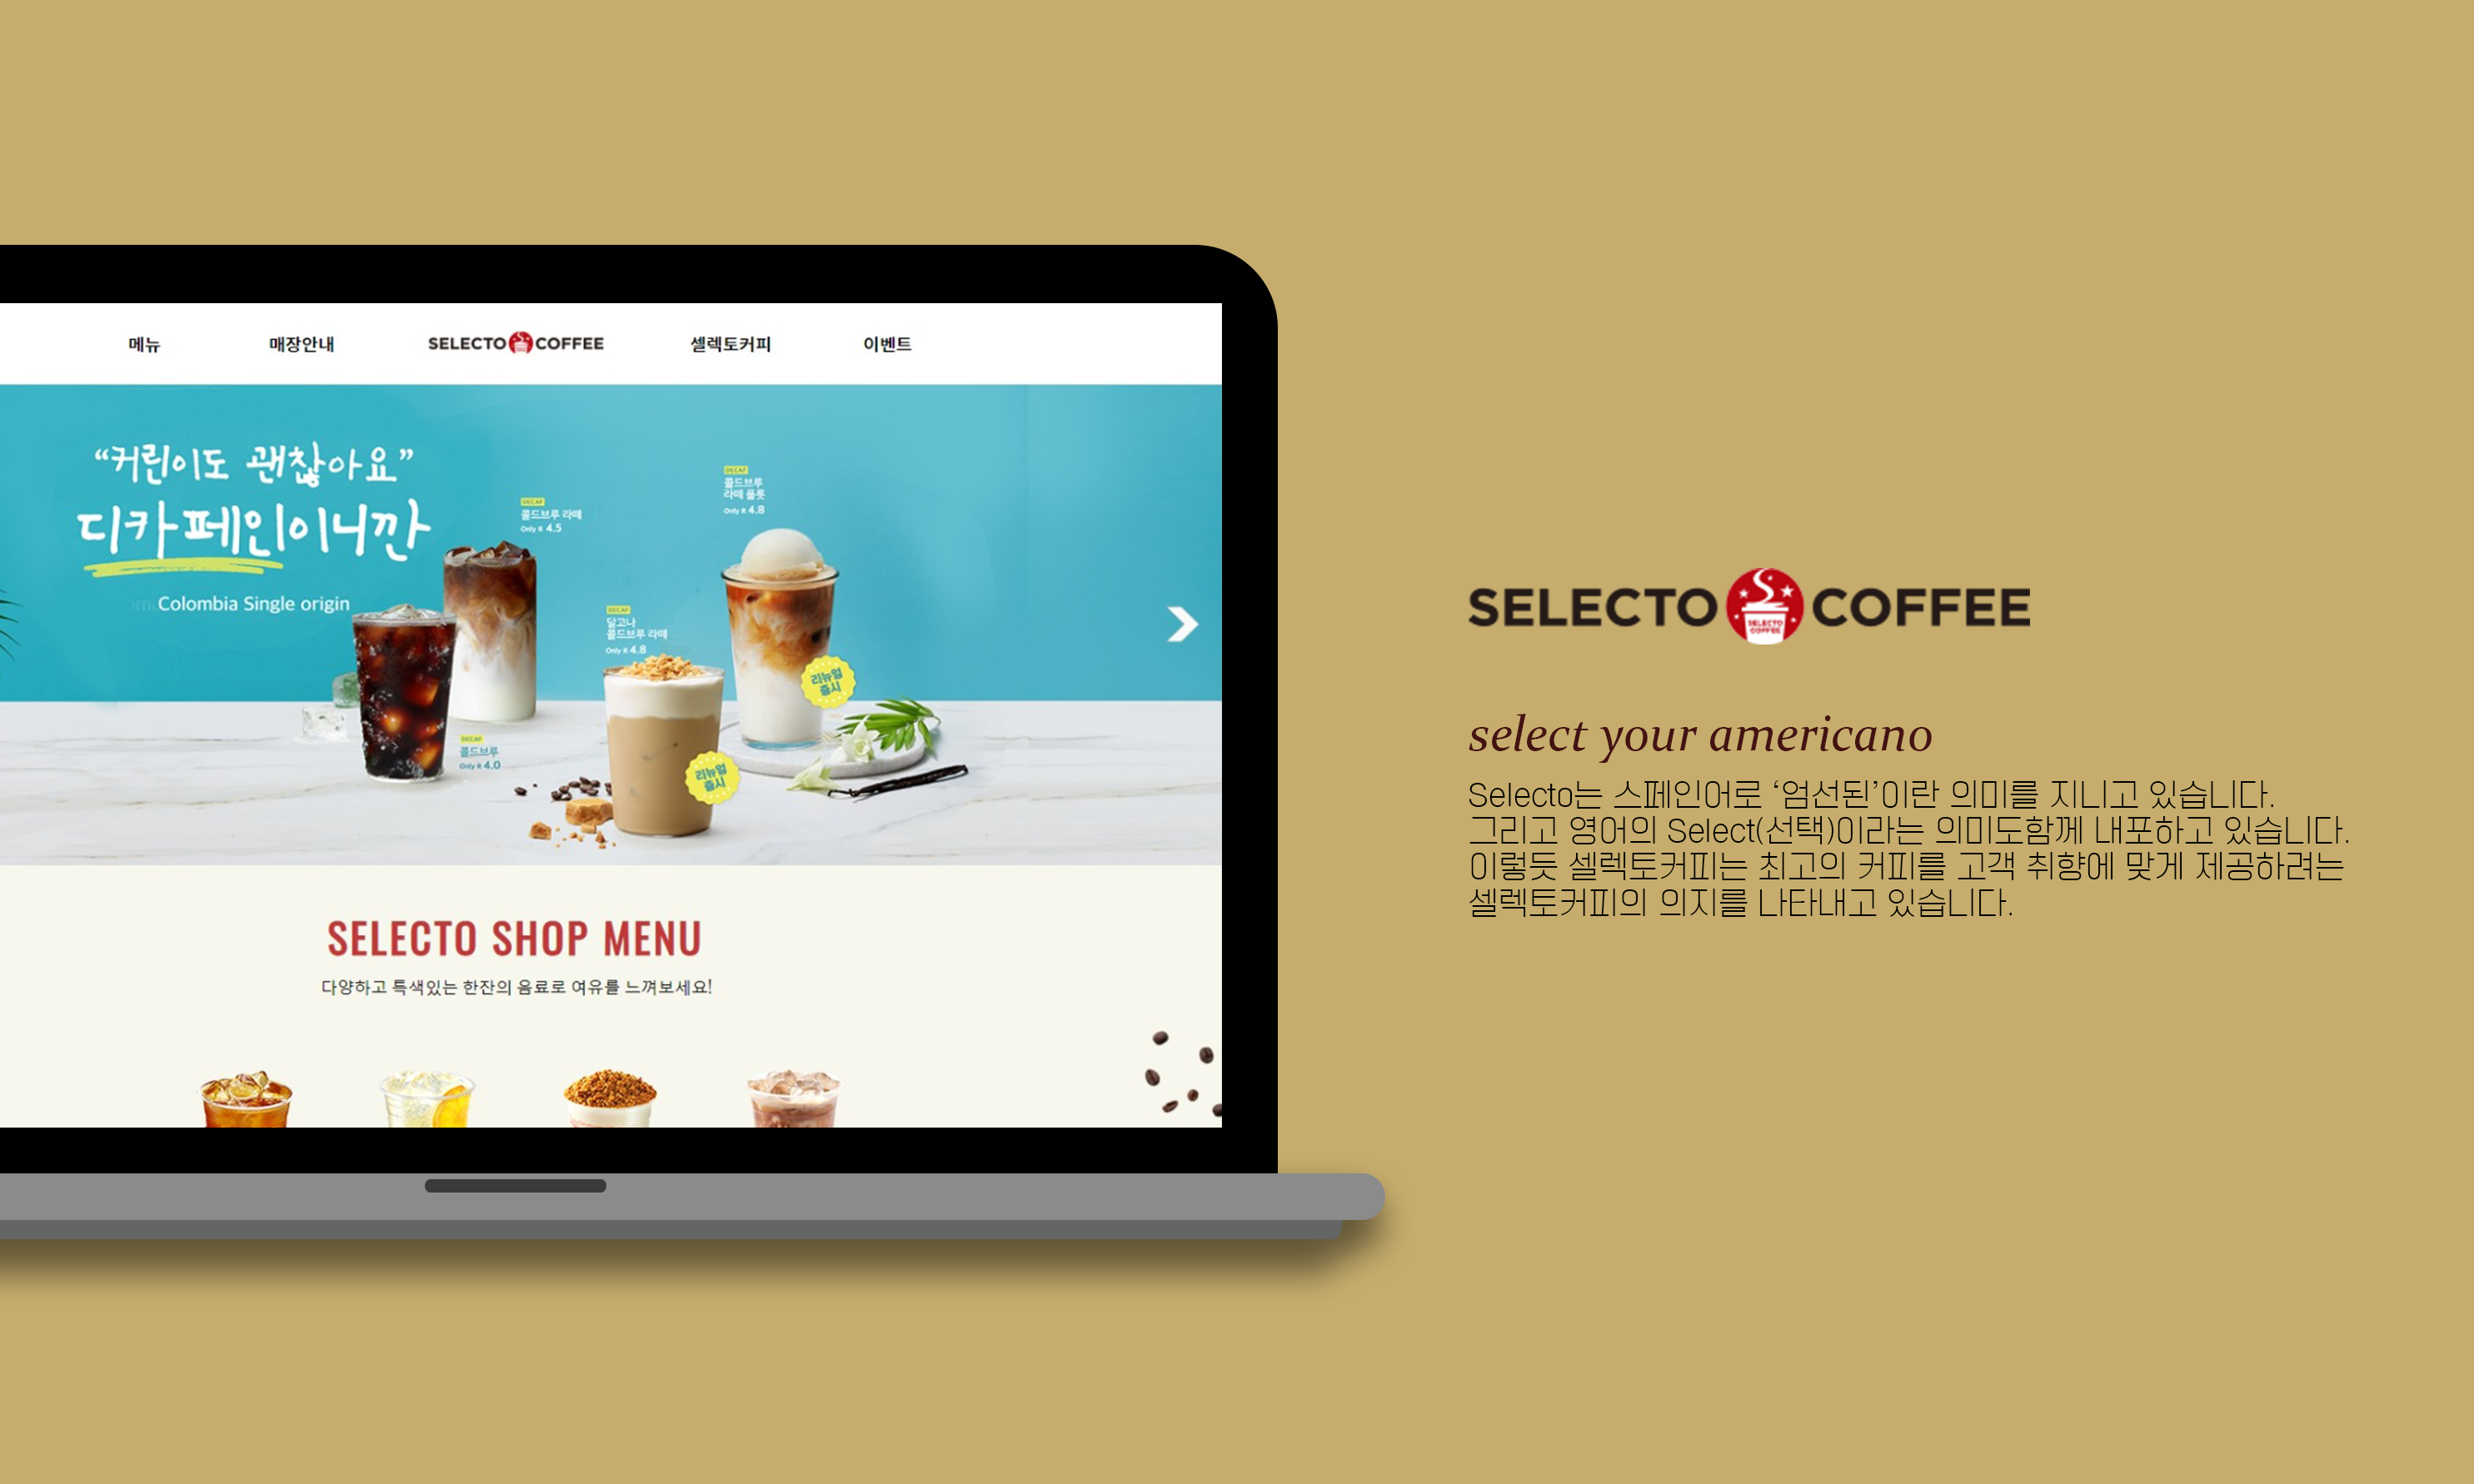 메뉴 매장안내 SELECTO COFFEE 셀렉토커피 이벤트
“커린이도 괜찮아요”
디카페인이니깐
Colombia Single origin
DECAF
콜드브루 라떼
Only R 4.5
DECAF
콜드브루
라떼 플롯
Only R 4.8
DECAF
달고나
콜드브루 라떼
Only R 4.8
리뉴얼
출시
DECAF
콜드브루
Only R 4.0
리뉴얼
출시
SELECTO SHOP MENU
다양하고 특색있는 한잔의 음료로 여유를 느껴보세요!
SELECTO COFFEE
SELECTO
COFFEE
select your americano
Selecto는 스페인어로 ‘엄선된’이란 의미를 지니고 있습니다.
그리고 영어의 Select(선택)이라는 의미도함께 내포하고 있습니다.
이렇듯 셀렉토커피는 최고의 커피를 고객 취향에 맞게 제공하려는
셀렉토커피의 의지를 나타내고 있습니다.